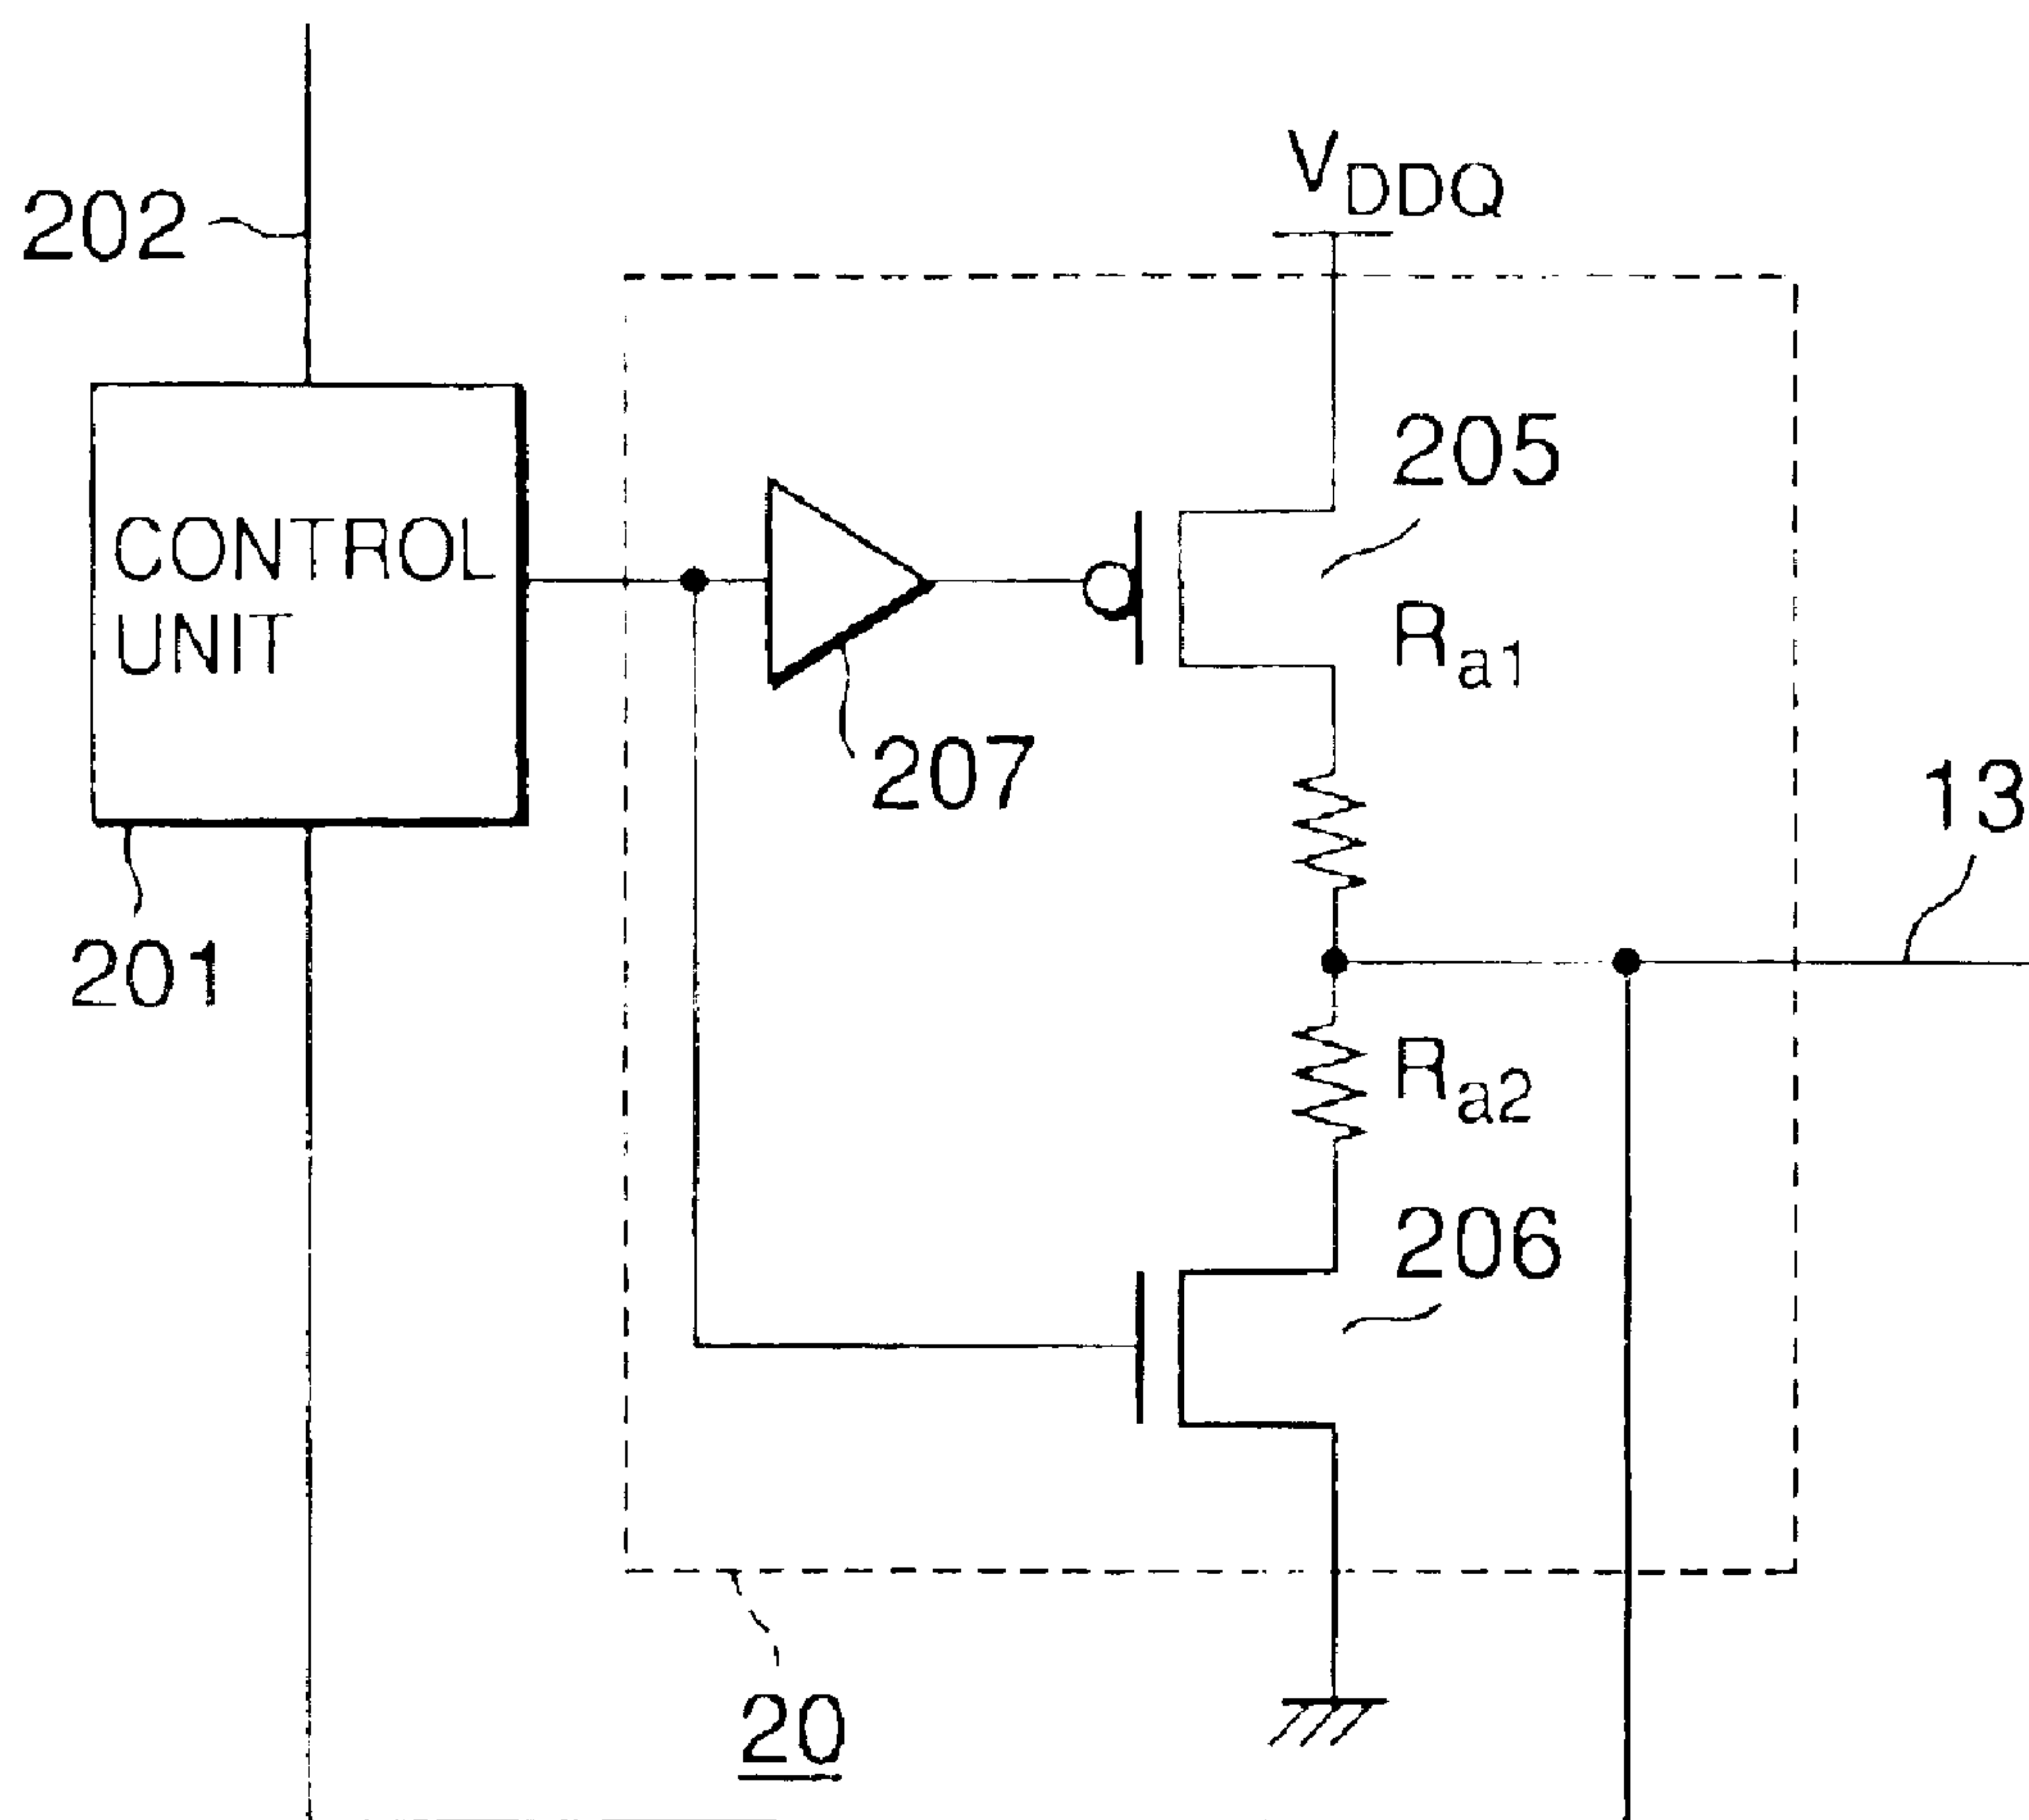 V_DDQ
202
205
CONTROL
UNIT
R_a1
207
13
201
R_a2
206
20